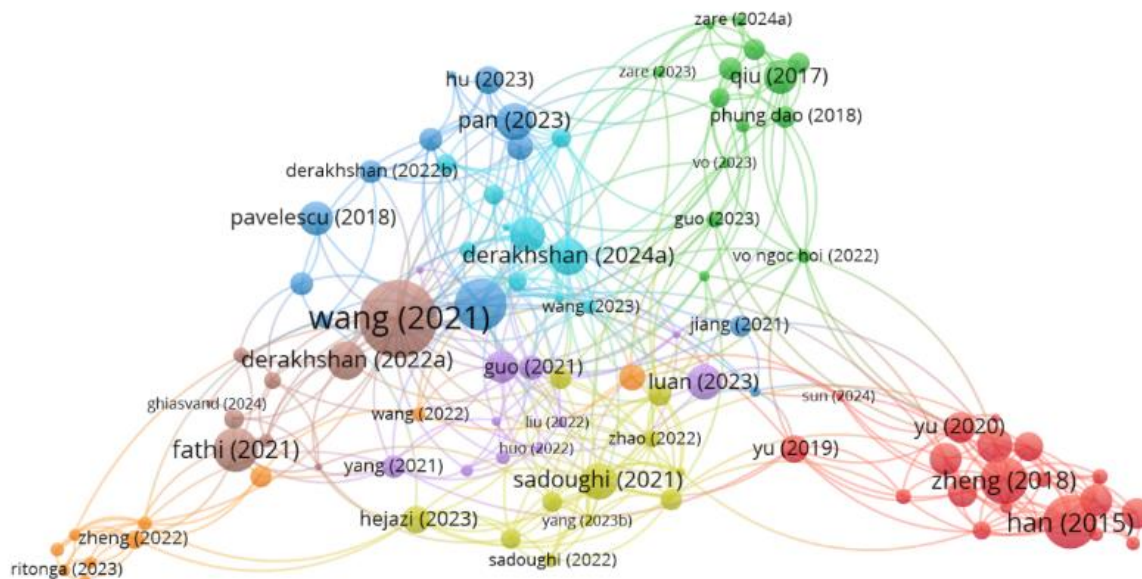 zare (2024a)
hu (2023)
zare (2023)
qiu (2017)
pan (2023)
phung dao (2018)
derakhshan (2022b)
vo (2023)
pavelescu (2018)
guo (2023)
derakhshan (2024a)
vo ngoc hoi (2022)
wang (2021)
wang (2023)
jiang (2021)
derakhshan (2022a)
guo (2021)
luan (2023)
ghiasvand (2024)
wang (2022)
liu (2022)
sun (2024)
fathi (2021)
huo (2022)
zhao (2022)
yu (2019)
yu (2020)
yang (2021)
sadoughi (2021)
zheng (2018)
hejazi (2023)
yang (2023b)
han (2015)
zheng (2022)
sadoughi (2022)
ritonga (2023)